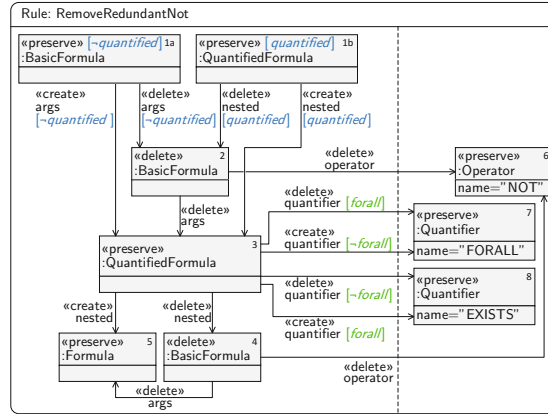 Rule: RemoveRedundantNot
«preserve» [¬quantified] 1a
:BasicFormula
«preserve» [quantified] 1b
:QuantifiedFormula
«create»
args
[¬quantified ]
«delete»
args
[¬quantified]
«delete»
nested
[quantified]
«create»
nested
[quantified]
«delete» 2
:BasicFormula
«delete»
operator
«preserve» 6
:Operator
name="NOT"
«delete»
args
«delete»
quantifier [forall]
«preserve» 7
:Quantifier
name="FORALL"
«preserve» 3
:QuantifiedFormula
«create»
quantifier [¬forall]
«delete»
quantifier [¬forall]
«preserve» 8
:Quantifier
name="EXISTS"
«create»
nested
«delete»
nested
«create»
quantifier [forall]
«preserve» 5
:Formula
«delete» 4
:BasicFormula
«delete»
operator
«delete»
args